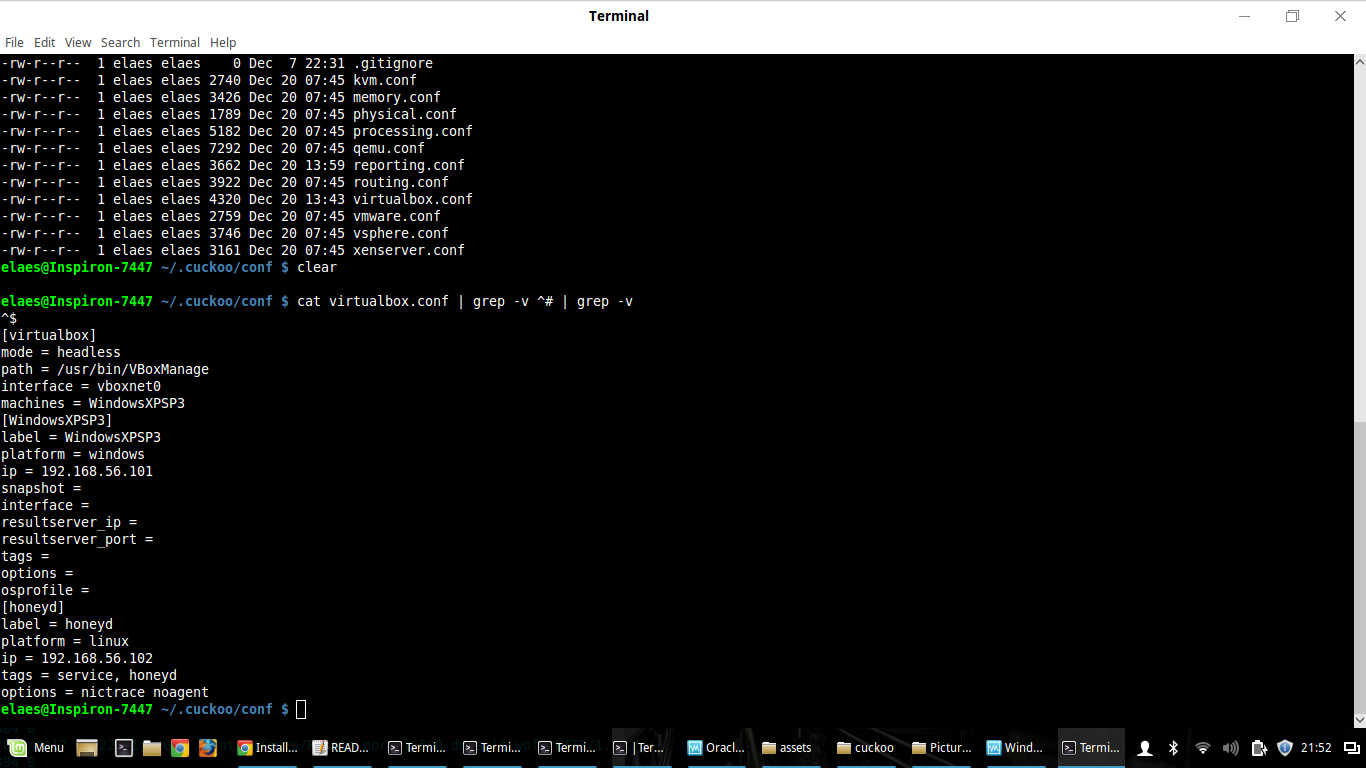 Terminal
File Edit View Search Terminal Help
-rw-r--r--  1 elaes elaes    0 Dec  7 22:31 .gitignore
-rw-r--r--  1 elaes elaes 2740 Dec 20 07:45 kvm.conf
-rw-r--r--  1 elaes elaes 3426 Dec 20 07:45 memory.conf
-rw-r--r--  1 elaes elaes 1789 Dec 20 07:45 physical.conf
-rw-r--r--  1 elaes elaes 5182 Dec 20 07:45 processing.conf
-rw-r--r--  1 elaes elaes 7292 Dec 20 07:45 qemu.conf
-rw-r--r--  1 elaes elaes 3662 Dec 20 13:59 reporting.conf
-rw-r--r--  1 elaes elaes 3922 Dec 20 07:45 routing.conf
-rw-r--r--  1 elaes elaes 4320 Dec 20 13:43 virtualbox.conf
-rw-r--r--  1 elaes elaes 2759 Dec 20 07:45 vmware.conf
-rw-r--r--  1 elaes elaes 3746 Dec 20 07:45 vsphere.conf
-rw-r--r--  1 elaes elaes 3161 Dec 20 07:45 xenserver.conf
elaes@Inspiron-7447 ~/.cuckoo/conf $ clear
elaes@Inspiron-7447 ~/.cuckoo/conf $ cat virtualbox.conf | grep -v ^# | grep -v
^$
[virtualbox]
mode = headless
path = /usr/bin/VBoxManage
interface = vboxnet0
machines = WindowsXPSP3
[WindowsXPSP3]
label = WindowsXPSP3
platform = windows
ip = 192.168.56.101
snapshot =
interface =
resultserver_ip =
resultserver_port =
tags =
options =
osprofile =
[honeyd]
label = honeyd
platform = linux
ip = 192.168.56.102
tags = service, honeyd
options = nictrace noagent
elaes@Inspiron-7447 ~/.cuckoo/conf $
Menu Install... READ... Termi... Termi... Termi... |Ter... Oracl... assets cuckoo Pictur... Wind... Termi... 21:52